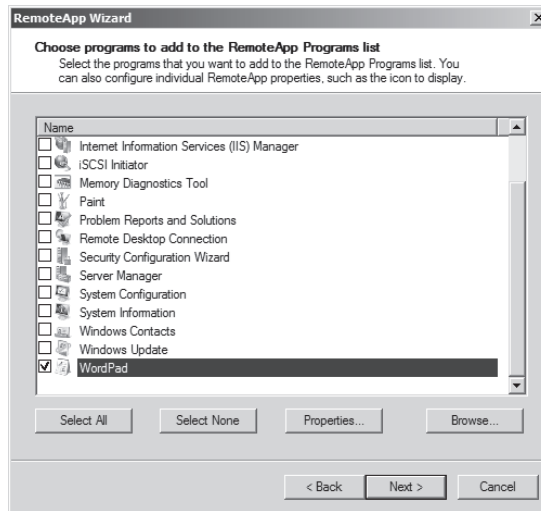 RemoteApp Wizard
Choose programs to add to the RemoteApp Programs list
Select the programs that you want to add to the RemoteApp Programs list. You
can also configure individual RemoteApp properties, such as the icon to display.
Name
Internet Information Services (IIS) Manager
iSCSI Initiator
Memory Diagnostics Tool
Paint
Problem Reports and Solutions
Remote Desktop Connection
Security Configuration Wizard
Server Manager
System Configuration
System Information
Windows Contacts
Windows Update
WordPad
Select All Select None Properties... Browse...
< Back Next > Cancel